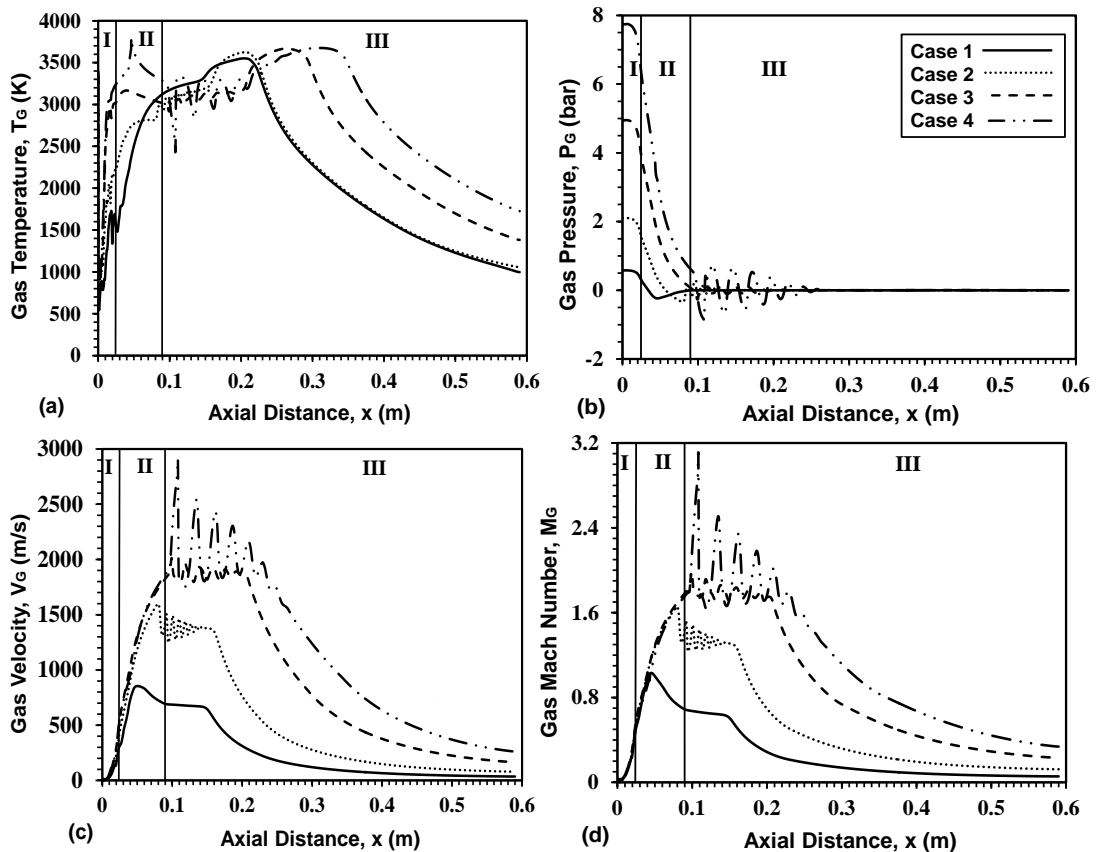 4000
3500
3000
2500
2000
1500
1000
500
0
Gas Temperature, TG (K)
I
II
III
0
0.1
0.2
0.3
0.4
0.5
0.6
(a)
Axial Distance, x (m)
8
6
4
2
0
-2
Gas Pressure, PG (bar)
I
II
III
Case 1
Case 2
Case 3
Case 4
0
0.1
0.2
0.3
0.4
0.5
0.6
(b)
Axial Distance, x (m)
3000
2500
2000
1500
1000
500
0
Gas Velocity, VG (m/s)
I
II
III
0
0.1
0.2
0.3
0.4
0.5
0.6
(c)
Axial Distance, x (m)
3.2
2.4
1.6
0.8
0
Gas Mach Number, MG
I
II
III
0
0.1
0.2
0.3
0.4
0.5
0.6
(d)
Axial Distance, x (m)